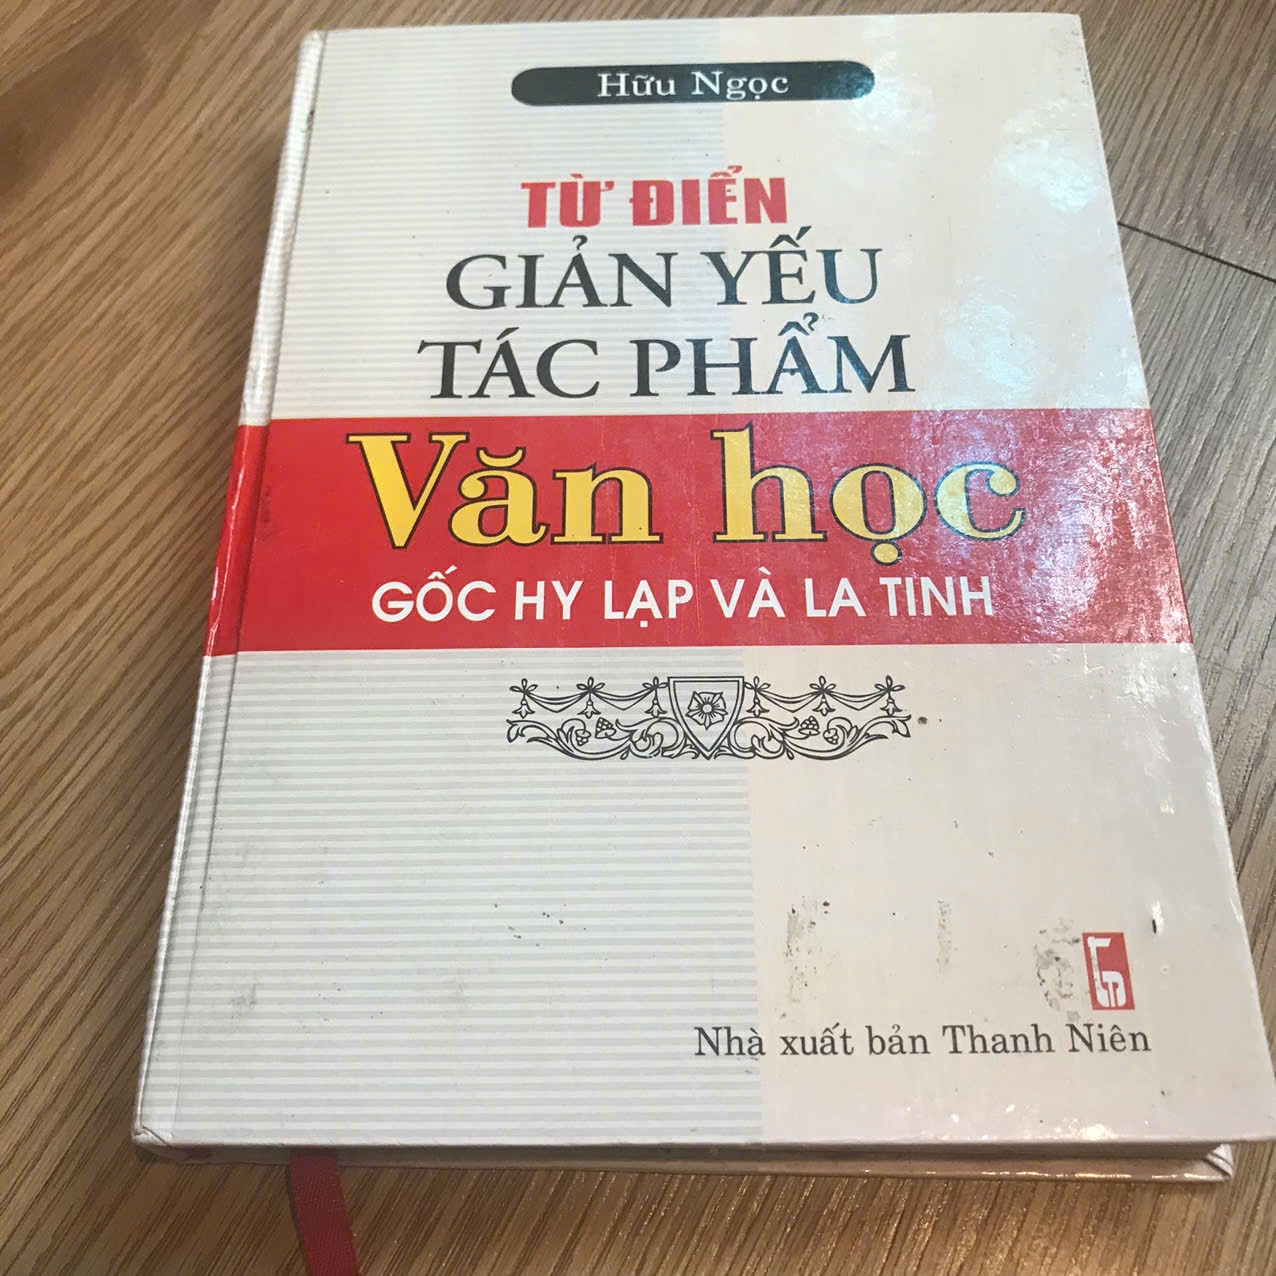 Hữu Ngọc
TỪ ĐIỂN
GIẢN YẾU
TÁC PHẨM
Văn học
GỐC HY LẠP VÀ LA TINH
Nhà xuất bản Thanh Niên